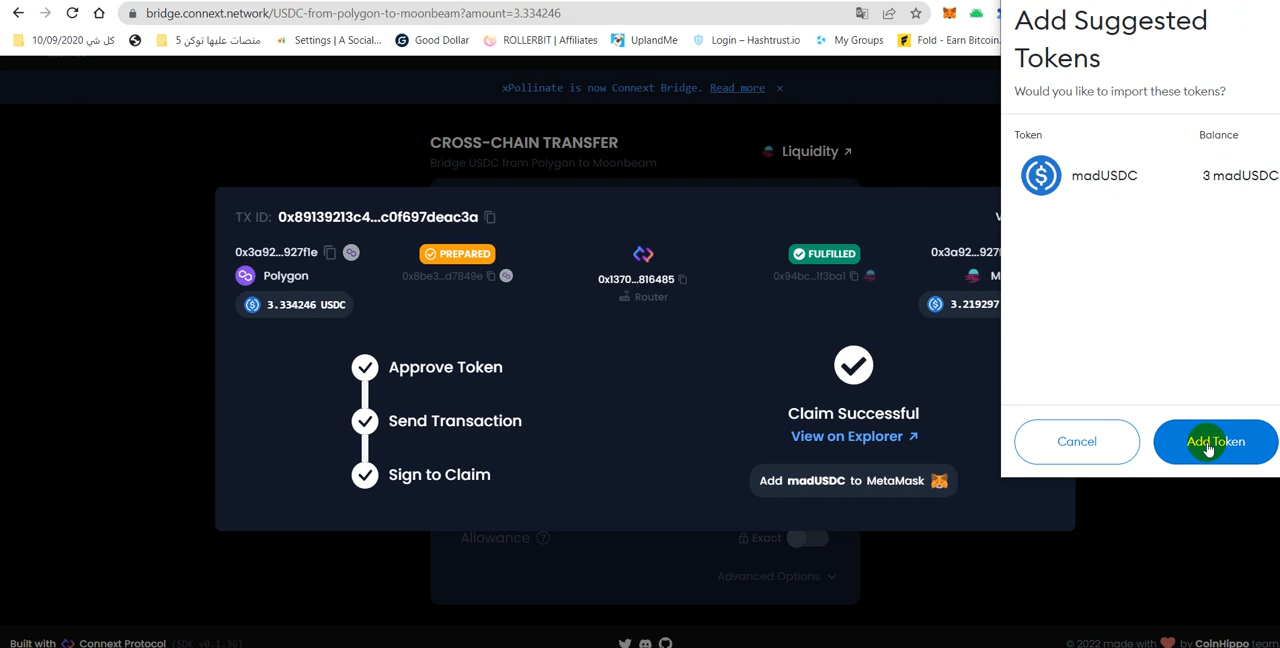 bridge.connext.network/USDC-from-polygon-to-moonbeam?amount=3.334246
كل شي 10/09/2020
منصات عليها توكن 5
Settings | A Social...
Good Dollar
ROLLERBIT | Affiliates
UplandMe
Login – Hashtrust.io
My Groups
Fold - Earn Bitcoin
xPollinate is now Connext Bridge. Read more ×
CROSS-CHAIN TRANSFER
Bridge USDC from Polygon to Moonbeam
Liquidity ↗
TX ID: 0x89139213c4...c0f697deac3a
0x3a92...927f1e
PREPARED
FULFILLED
0x3a92...927f
Polygon
0x8be3...d7849e
0x1370...816485
0x94bc...1f3ba1
M
Router
3.334246 USDC
3.219297
Approve Token
Send Transaction
Sign to Claim
Claim Successful
View on Explorer ↗
Add madUSDC to MetaMask
Allowance
Exact
Advanced Options
Built with Connext Protocol (SDK v0.1.36)
© 2022 made with ❤ by CoinHippo team
Add Suggested
Tokens
Would you like to import these tokens?
Token Balance
madUSDC 3 madUSDC
Cancel Add Token